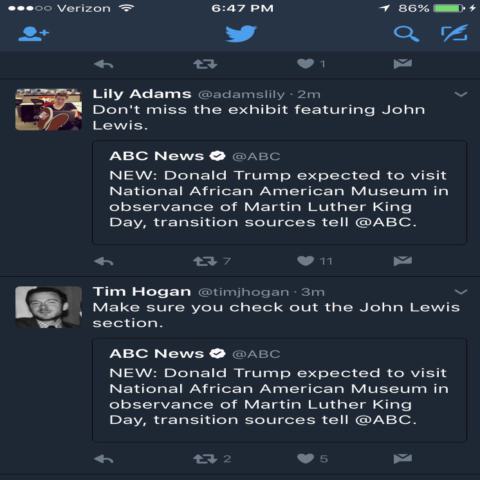 Verizon 6:47 PM 86%
1
Lily Adams @adamslily · 2m
Don't miss the exhibit featuring John
Lewis.
ABC News @ABC
NEW: Donald Trump expected to visit
National African American Museum in
observance of Martin Luther King
Day, transition sources tell @ABC.
7 11
Tim Hogan @timjhogan · 3m
Make sure you check out the John Lewis
section.
ABC News @ABC
NEW: Donald Trump expected to visit
National African American Museum in
observance of Martin Luther King
Day, transition sources tell @ABC.
2 5